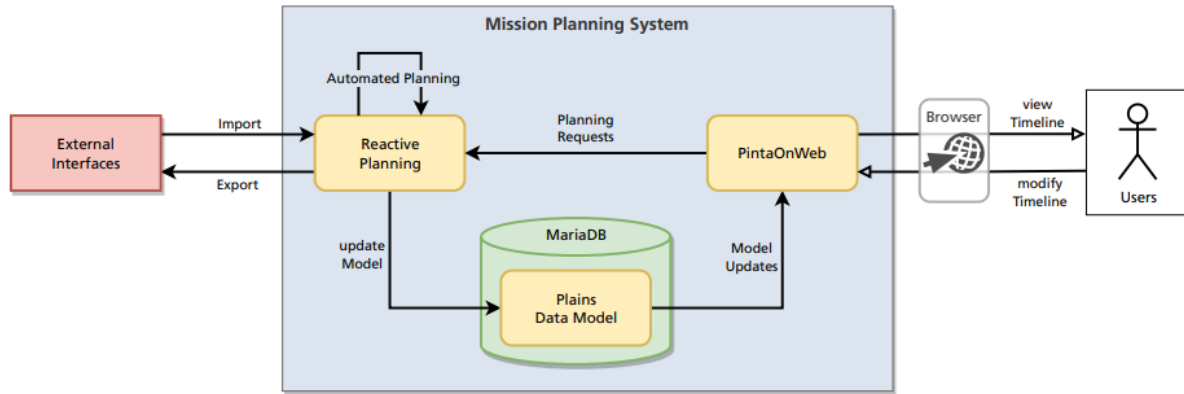 Mission Planning System
Automated Planning
External
Interfaces
Import
Export
Reactive
Planning
Planning
Requests
PintaOnWeb
Browser
view
Timeline
modify
Timeline
Users
update
Model
MariaDB
Plains
Data Model
Model
Updates